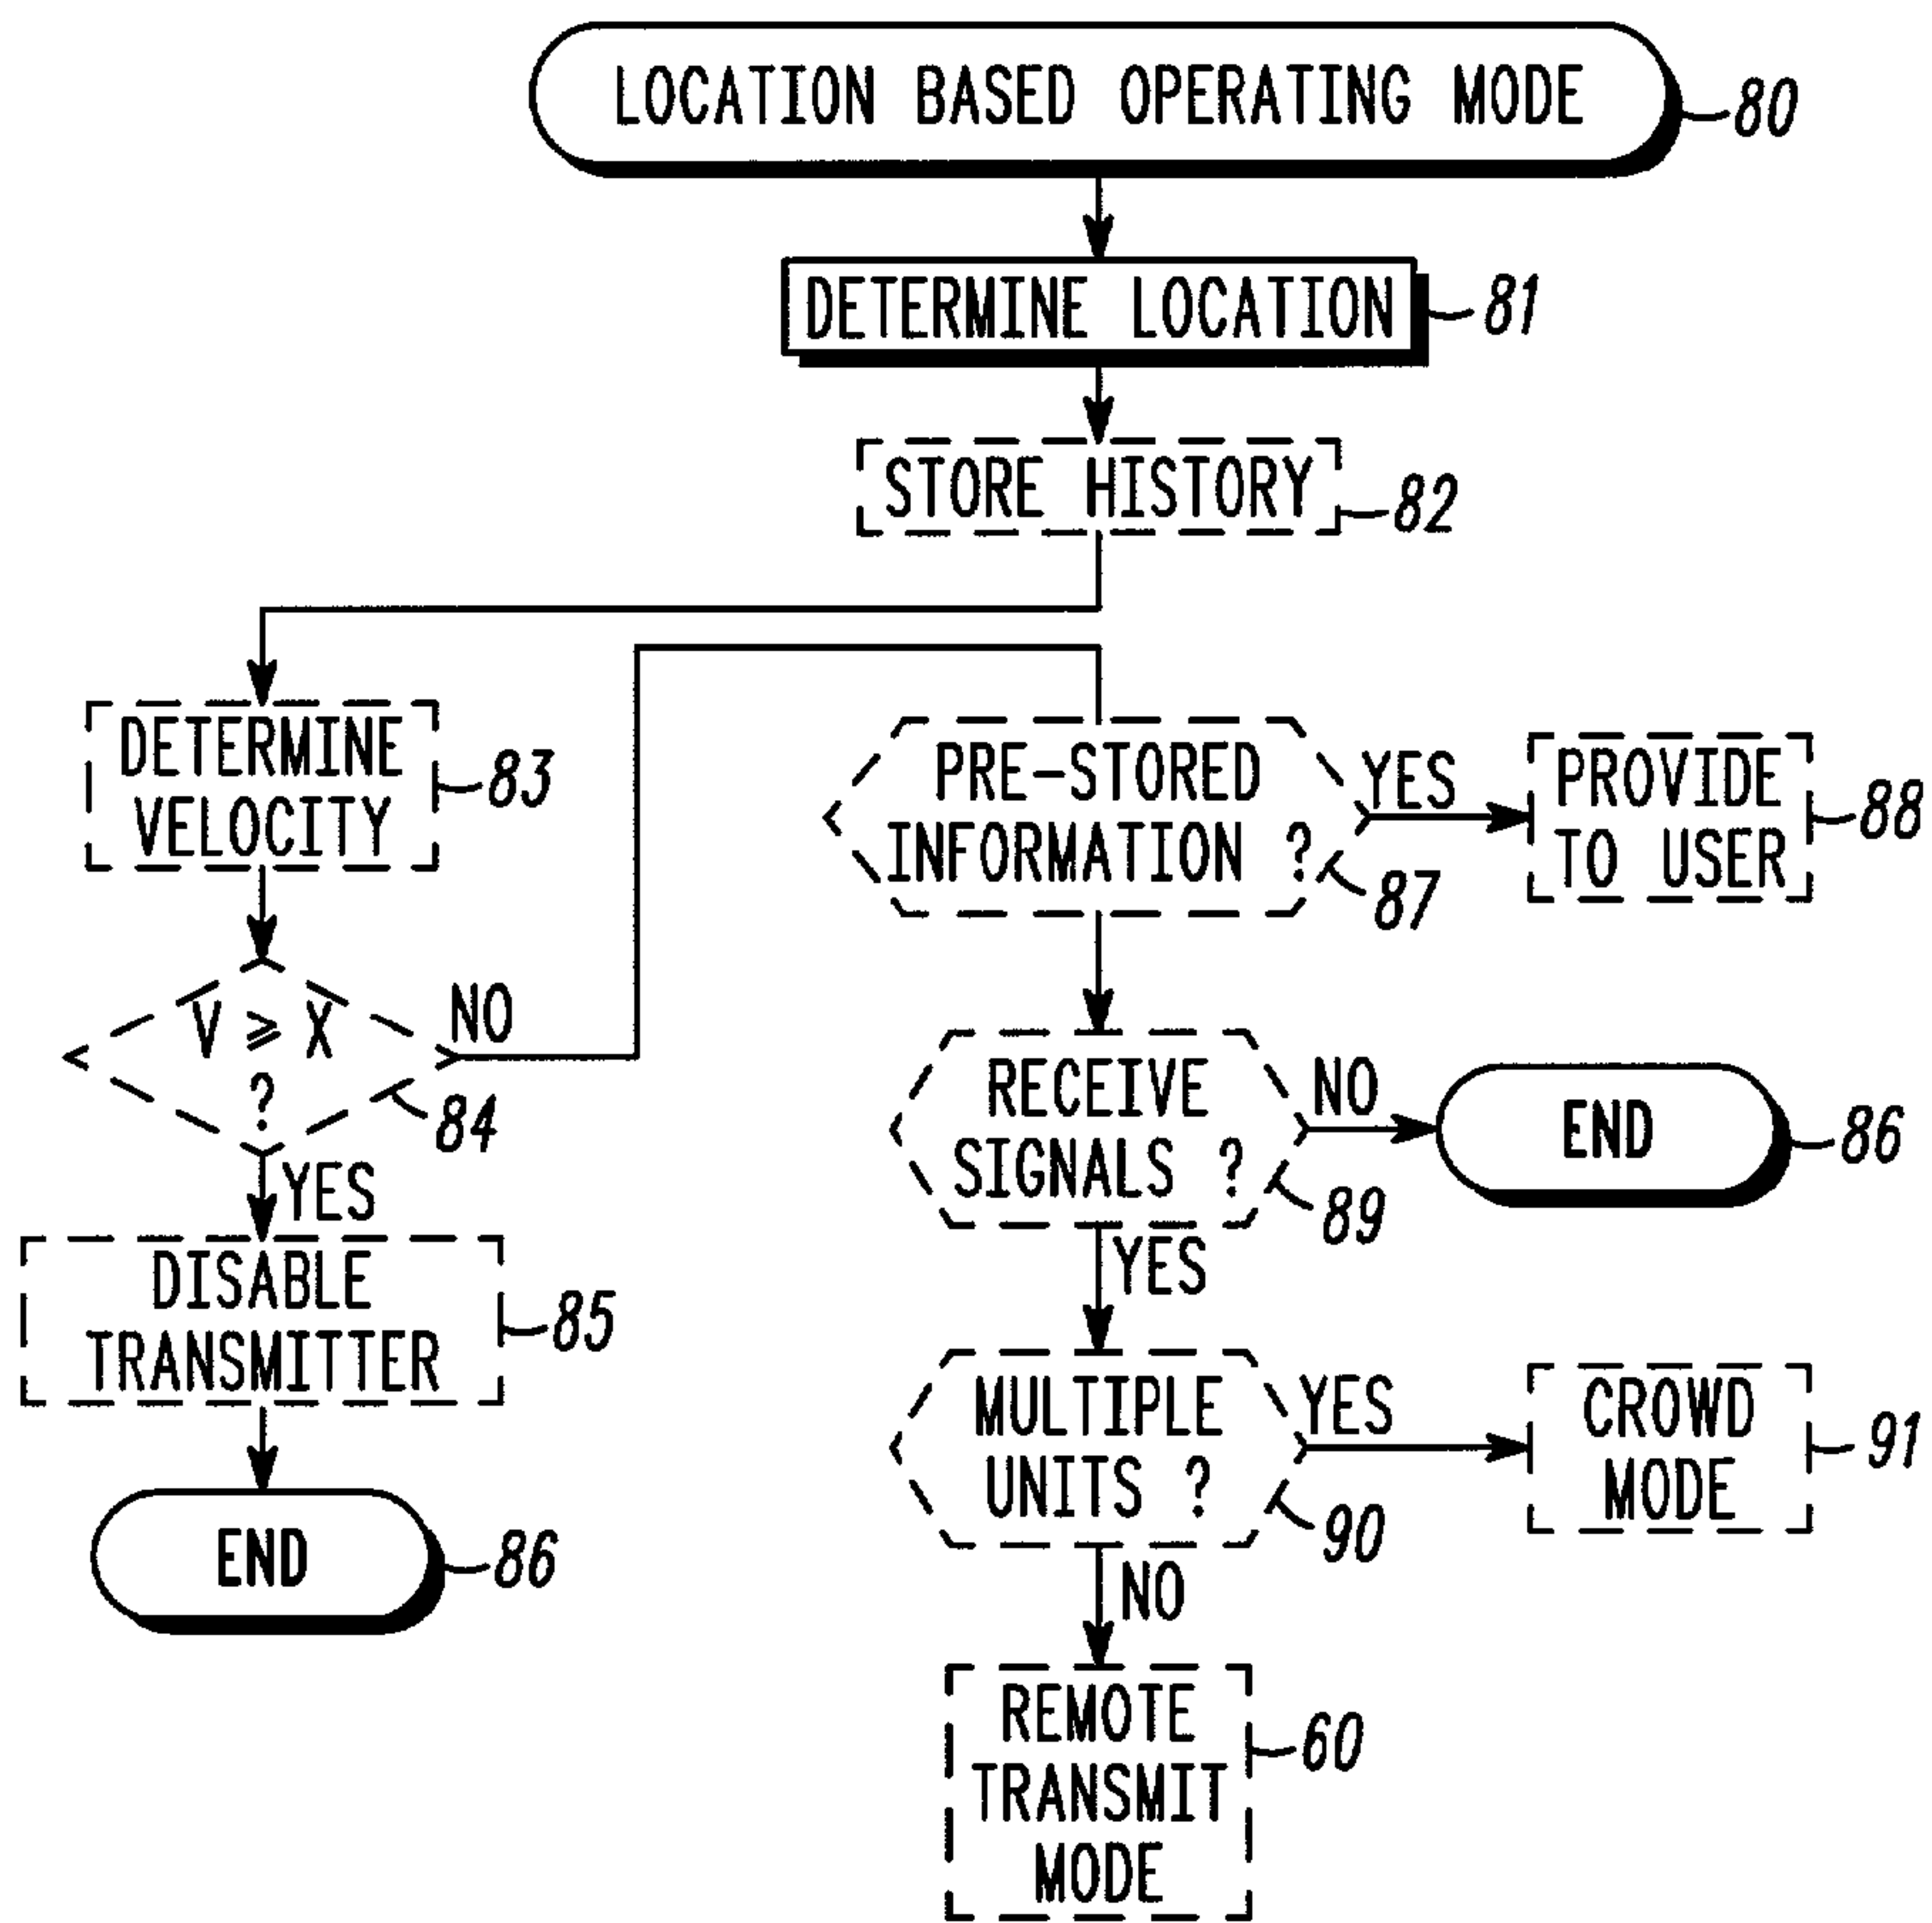 LOCATION BASED OPERATING MODE
80
DETERMINE LOCATION
81
STORE HISTORY
82
DETERMINE
VELOCITY
83
V ⩾ X
?
84
NO
YES
DISABLE
TRANSMITTER
85
END
86
PRE-STORED
INFORMATION ?
87
YES
PROVIDE
TO USER
88
RECEIVE
SIGNALS ?
89
NO
END
86
YES
MULTIPLE
UNITS ?
90
YES
CROWD
MODE
91
NO
REMOTE
TRANSMIT
MODE
60